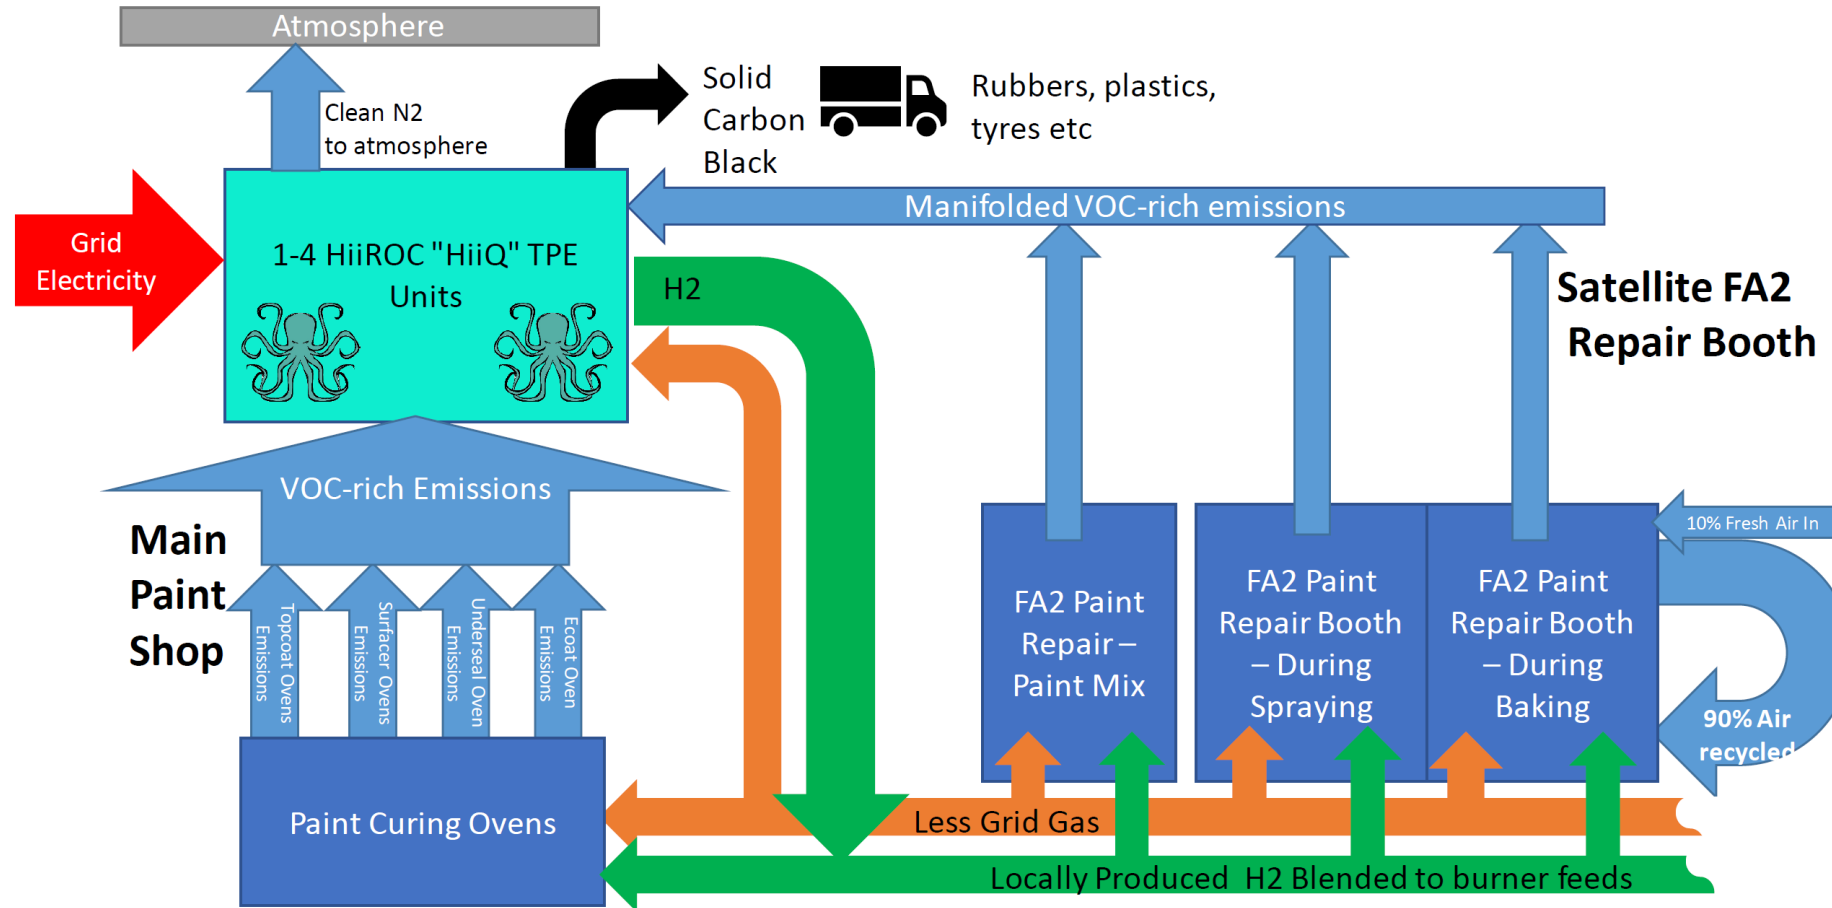 Atmosphere
Clean N2
to atmosphere
Solid
Carbon
Black
Rubbers, plastics,
tyres etc
Grid
Electricity
1-4 HiiROC "HiiQ" TPE
Units
Manifolded VOC-rich emissions
H2
Satellite FA2
Repair Booth
VOC-rich Emissions
Main
Paint
Shop
Topcoat Ovens
Emissions
Surfacer Ovens
Emissions
Underseal Oven
Emissions
Ecoat Oven
Emissions
Paint Curing Ovens
FA2 Paint
Repair –
Paint Mix
FA2 Paint
Repair Booth
– During
Spraying
FA2 Paint
Repair Booth
– During
Baking
10% Fresh Air In
90% Air
recycled
Less Grid Gas
Locally Produced H2 Blended to burner feeds